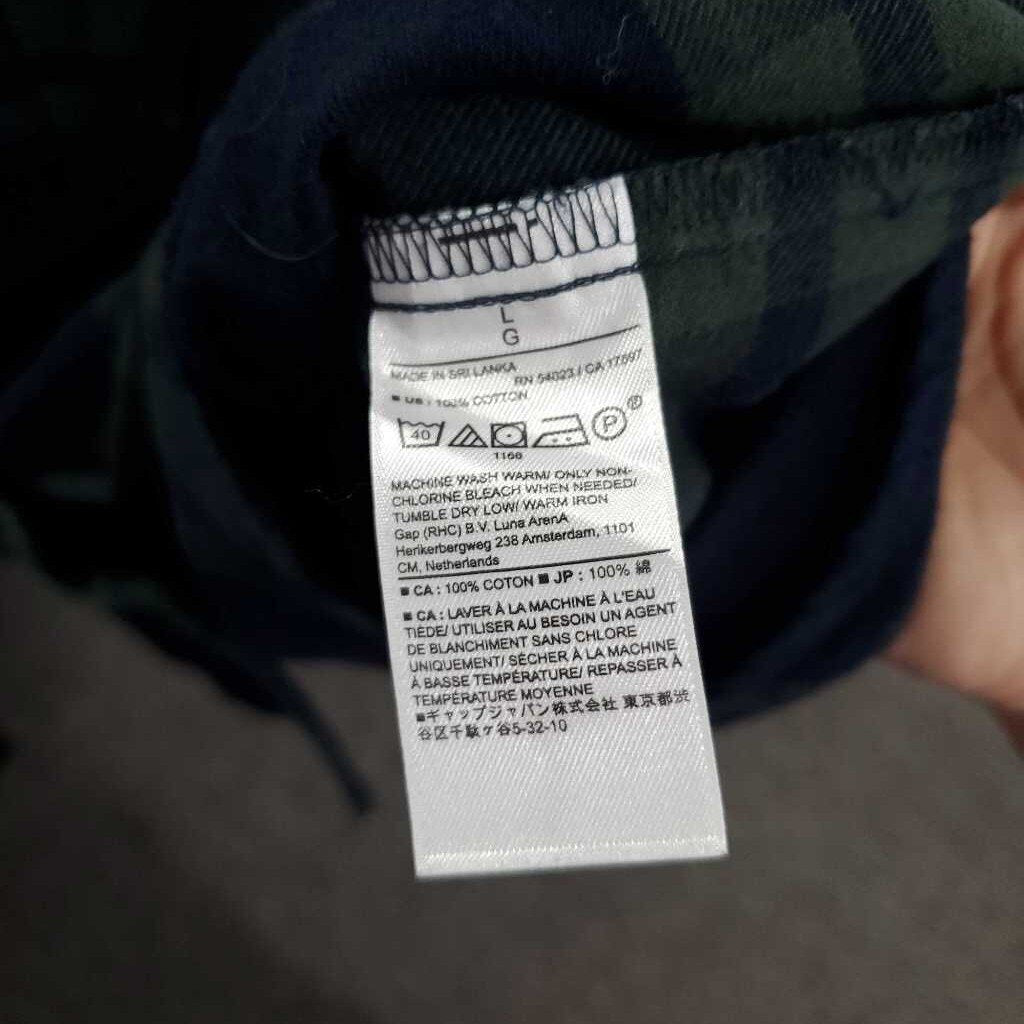 L
G
MADE IN SRI LANKA
RN 54023 / CA 17897
■ US : 100% COTTON
40 P ®
1166
MACHINE WASH WARM/ ONLY NON-
CHLORINE BLEACH WHEN NEEDED/
TUMBLE DRY LOW/ WARM IRON
Gap (RHC) B.V. Luna ArenA
Herikerbergweg 238 Amsterdam, 1101
CM, Netherlands
■ CA : 100% COTON ■ JP : 100% 綿
■ CA : LAVER À LA MACHINE À L'EAU
TIÈDE/ UTILISER AU BESOIN UN AGENT
DE BLANCHIMENT SANS CHLORE
UNIQUEMENT/ SÉCHER À LA MACHINE
À BASSE TEMPÉRATURE/ REPASSER À
TEMPÉRATURE MOYENNE
■ギャップジャパン株式会社 東京都渋
谷区千駄ヶ谷5-32-10